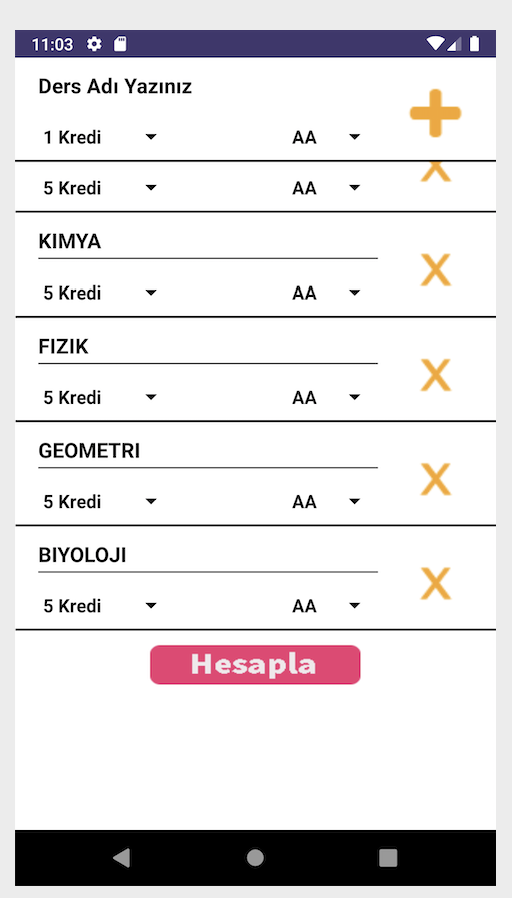 11:03
Ders Adı Yazınız
1 Kredi AA
5 Kredi AA
X
KIMYA
5 Kredi AA
X
FIZIK
5 Kredi AA
X
GEOMETRI
5 Kredi AA
X
BIYOLOJI
5 Kredi AA
X
Hesapla